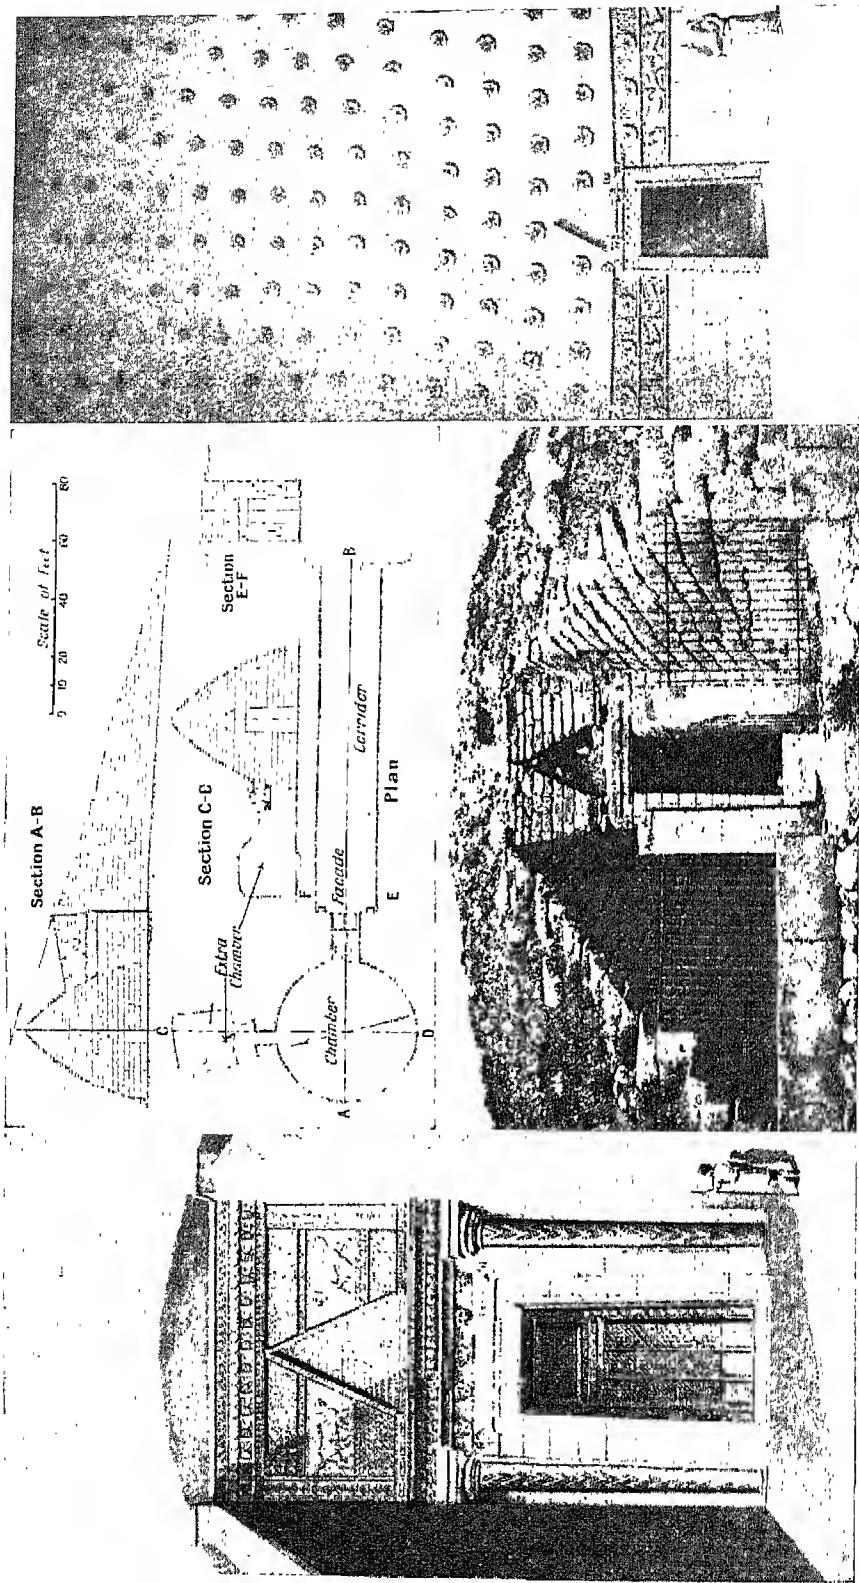 Scale of Feet
0 10 20 40 60 80
Section A-B
Section
E-F
Section C-D
Extra
Chamber
F
Facade
Corridor
B
C
Chamber
A
D
E
Plan